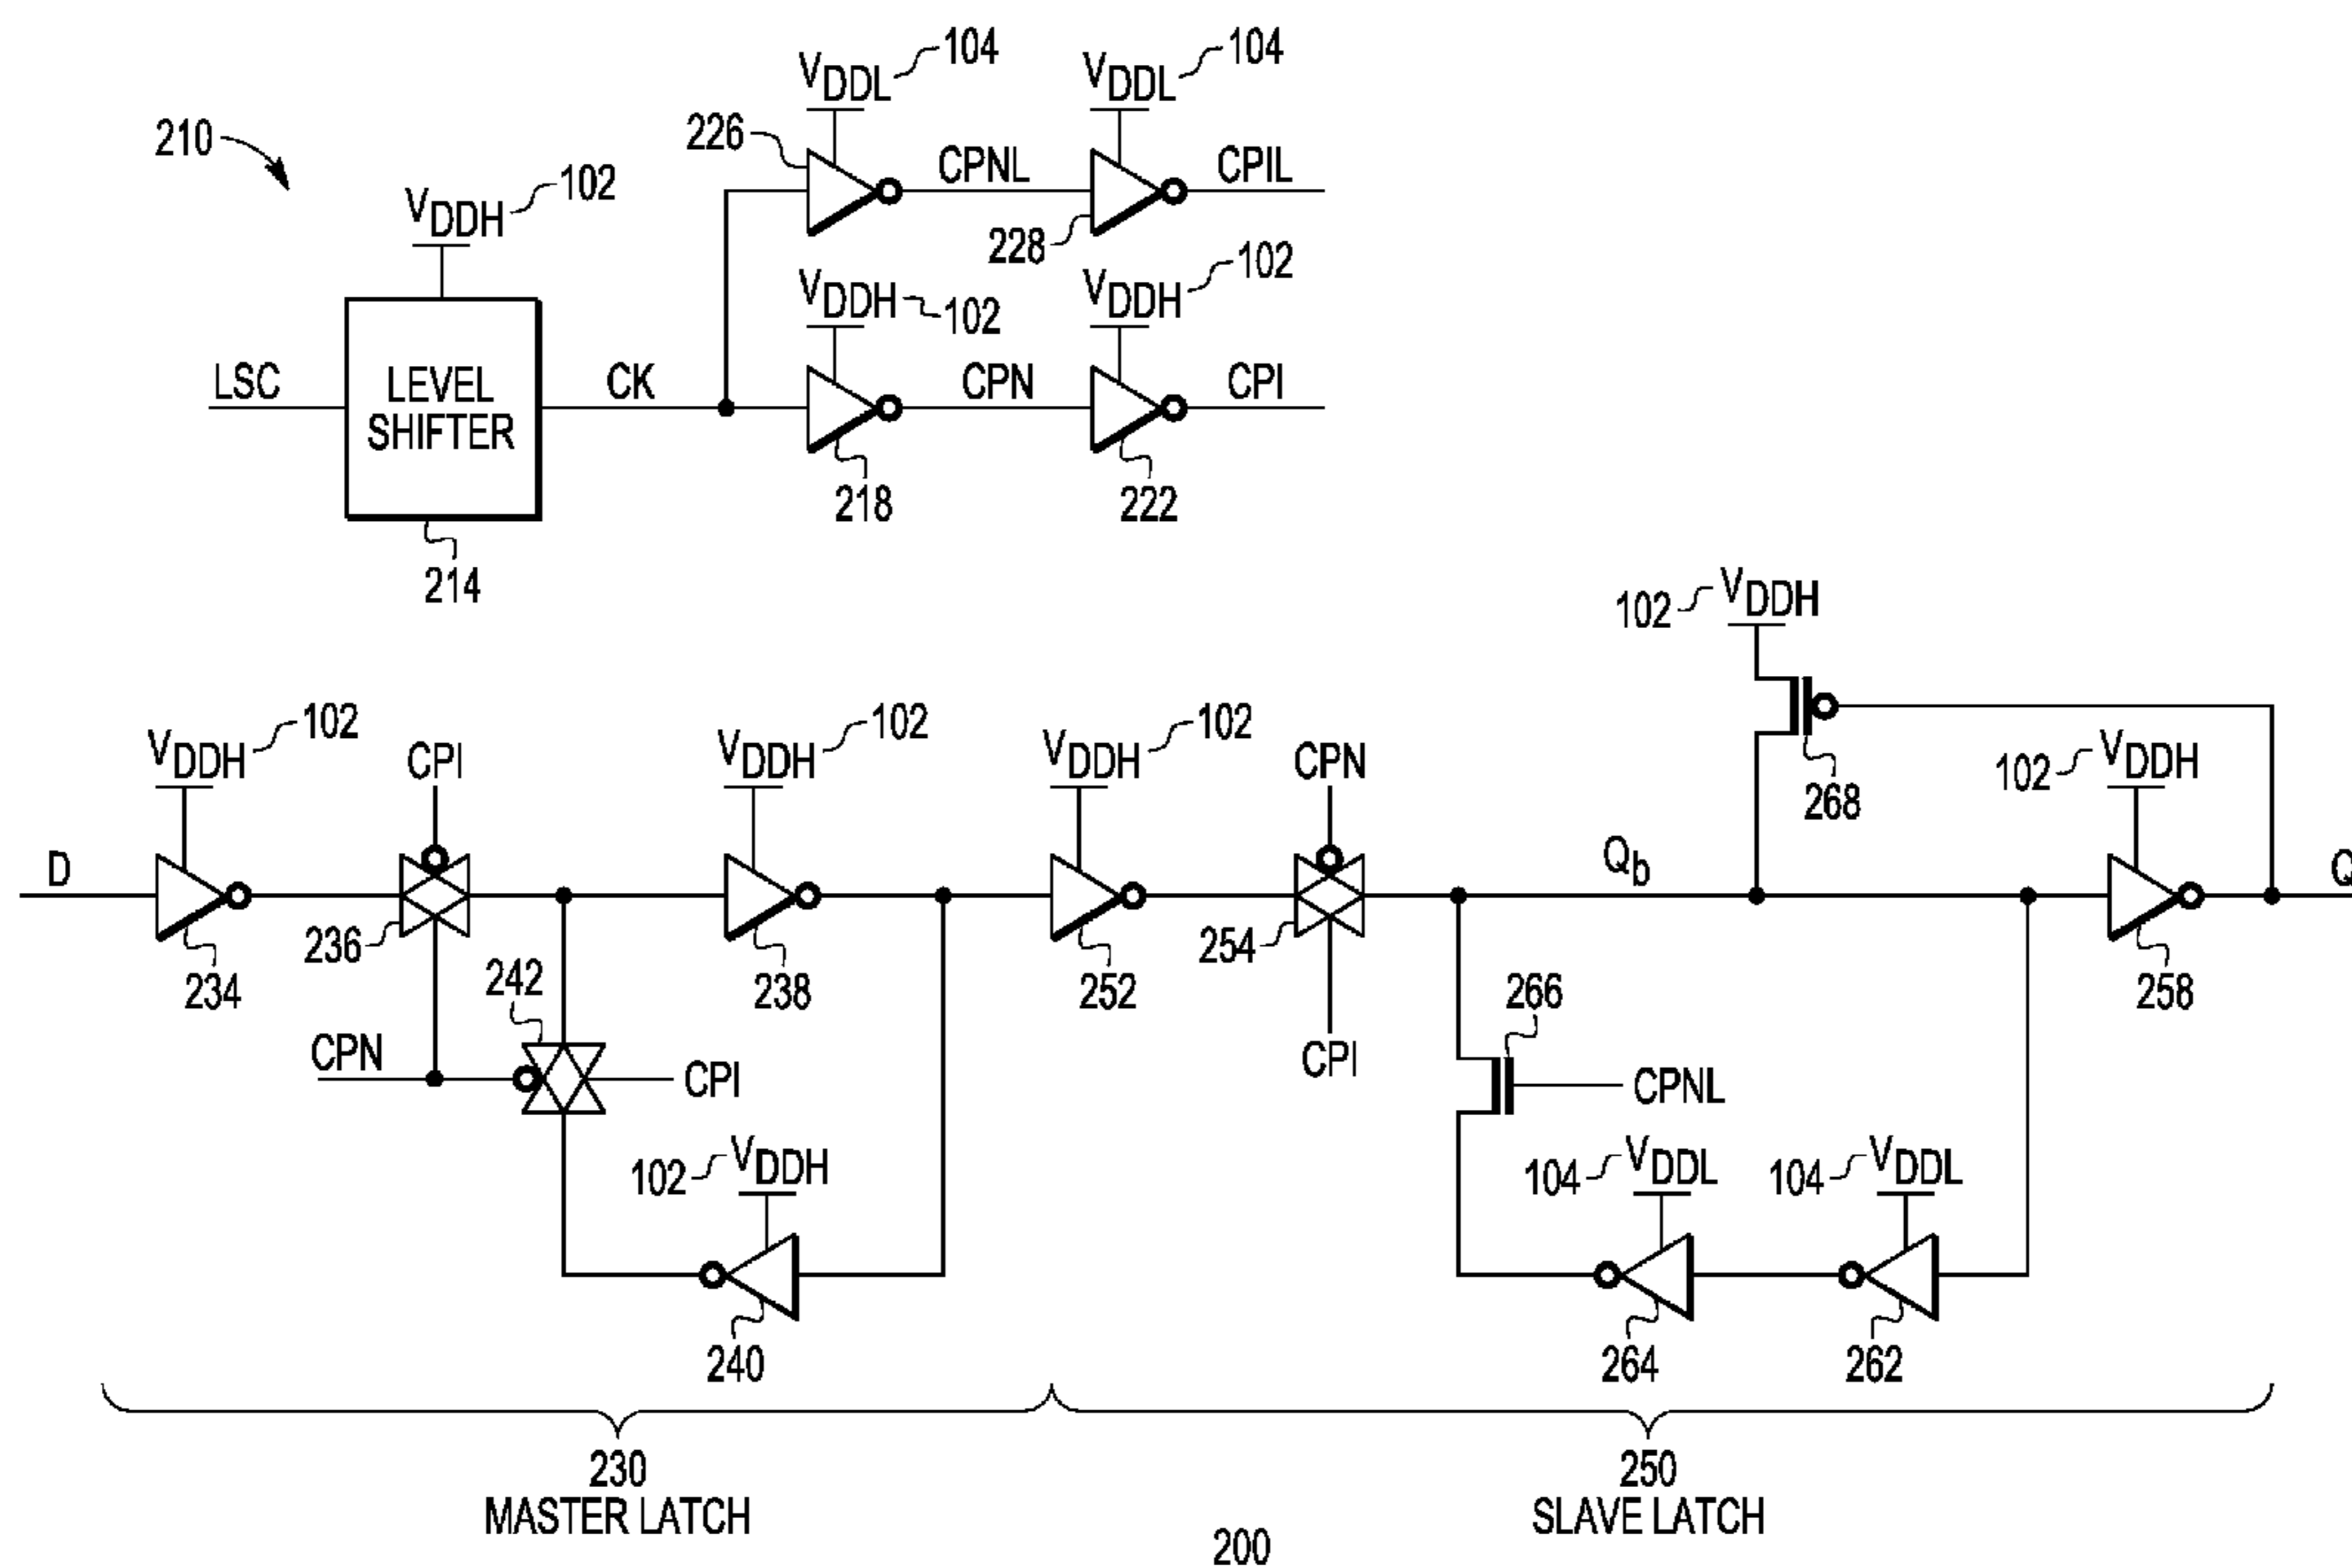 210
VDDH 102
LSC
LEVEL
SHIFTER
214
CK
VDDL 104
226
CPNL
VDDL 104
228
CPIL
VDDH 102
218
CPN
VDDH 102
222
CPI
D
VDDH 102
234
CPI
236
CPN
242
CPI
VDDH 102
238
102 VDDH
240
VDDH 102
252
CPN
254
CPI
Qb
102 VDDH
268
102 VDDH
258
Q
266
CPNL
104 VDDL
264
104 VDDL
262
230
MASTER LATCH
250
SLAVE LATCH
200